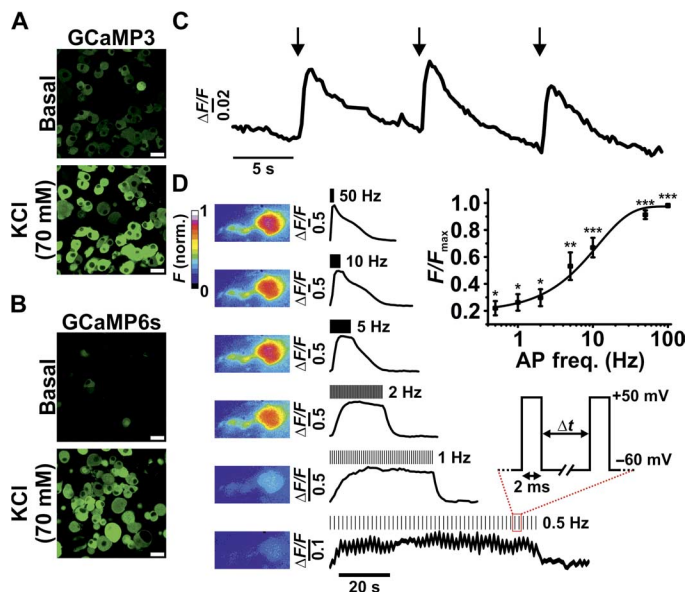 A
GCaMP3
Basal
KCl
(70 mM)
B
GCaMP6s
Basal
KCl
(70 mM)
C
ΔF/F
0.02
5 s
D
F (norm.)
1
0
50 Hz
ΔF/F
0.5
10 Hz
ΔF/F
0.5
5 Hz
ΔF/F
0.5
2 Hz
ΔF/F
0.5
1 Hz
ΔF/F
0.5
0.5 Hz
ΔF/F
0.1
20 s
F/Fmax
1.0
0.8
0.6
0.4
0.2
* * * ** *** *** ***
1 10 100
AP freq. (Hz)
+50 mV
Δt
−60 mV
2 ms